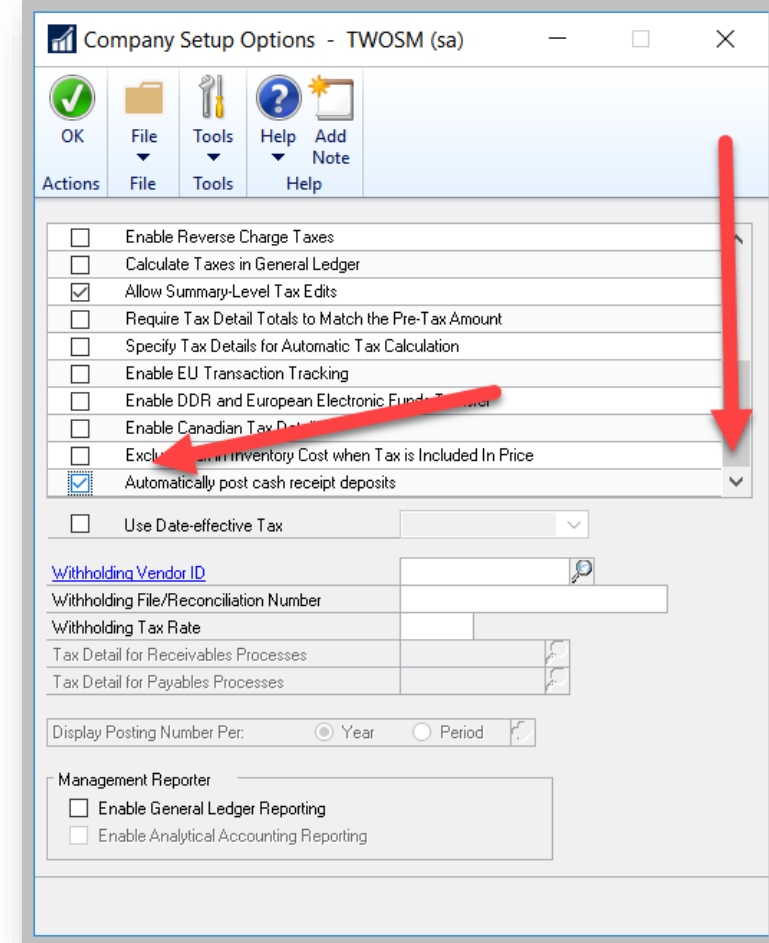 Company Setup Options - TWOSM (sa)
OK File Tools Help Add Note
Actions File Tools Help
Enable Reverse Charge Taxes
Calculate Taxes in General Ledger
Allow Summary-Level Tax Edits
Require Tax Detail Totals to Match the Pre-Tax Amount
Specify Tax Details for Automatic Tax Calculation
Enable EU Transaction Tracking
Enable DDR and European Electronic Funds Transfer
Enable Canadian Tax
in Inventory Cost when Tax is Included In Price
Automatically post cash receipt deposits
Use Date-effective Tax
Withholding Vendor ID
Withholding File/Reconciliation Number
Withholding Tax Rate
Tax Detail for Receivables Processes
Tax Detail for Payables Processes
Display Posting Number Per: Year Period
Management Reporter
Enable General Ledger Reporting
Enable Analytical Accounting Reporting